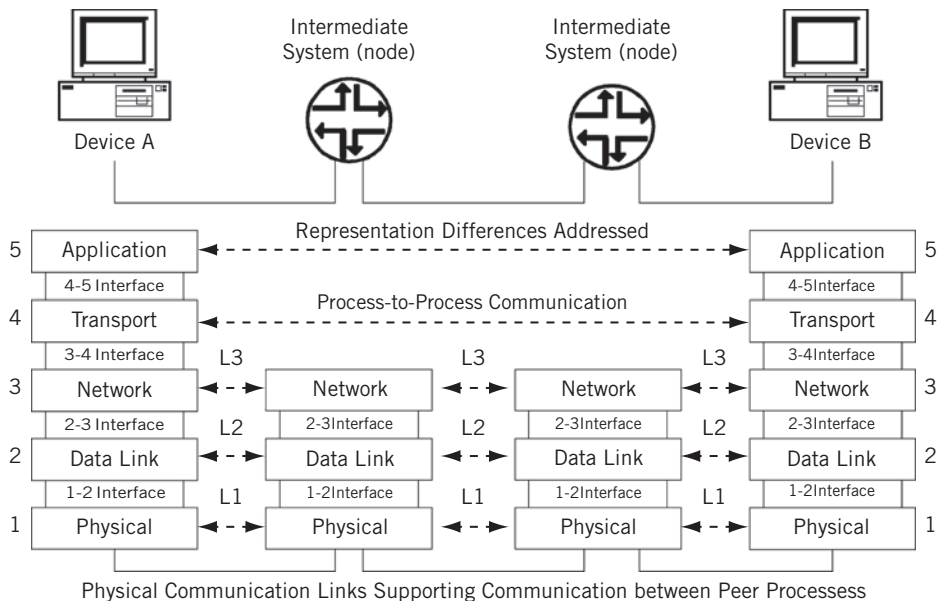 Intermediate
System (node)
Intermediate
System (node)
Device A
Device B
Representation Differences Addressed
5 Application
Application 5
4-5 Interface
4-5Interface
Process-to-Process Communication
4 Transport
Transport 4
3-4 Interface
L3
L3
L3
3-4Interface
3 Network
Network
Network
Network 3
2-3 Interface
L2
2-3Interface
L2
2-3Interface
L2
2-3Interface
2 Data Link
Data Link
Data Link
Data Link 2
1-2 Interface
L1
1-2Interface
L1
1-2Interface
L1
1-2Interface
1 Physical
Physical
Physical
Physical 1
Physical Communication Links Supporting Communication between Peer Processess